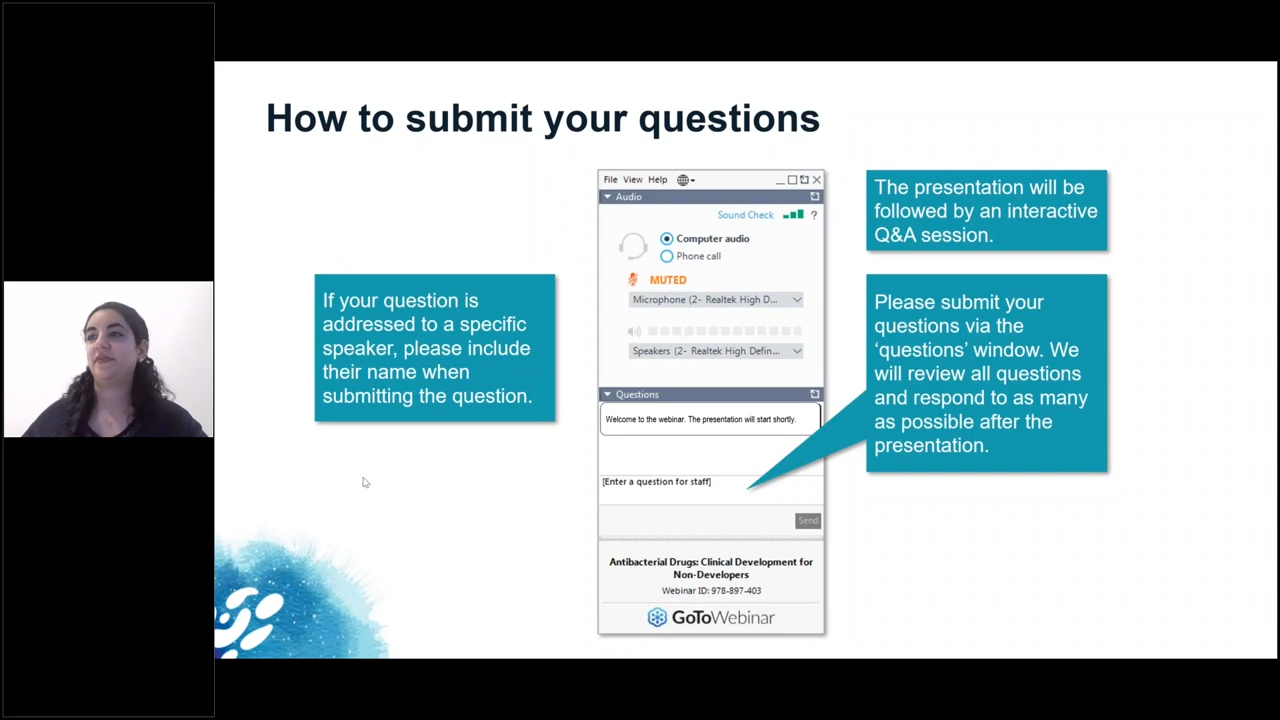 How to submit your questions
File View Help
Audio
Sound Check ?
Computer audio
Phone call
MUTED
Microphone (2- Realtek High D...
Speakers (2- Realtek High Defin...
Questions
Welcome to the webinar. The presentation will start shortly.
[Enter a question for staff]
Send
Antibacterial Drugs: Clinical Development for
Non-Developers
Webinar ID: 978-897-403
GoToWebinar
If your question is
addressed to a specific
speaker, please include
their name when
submitting the question.
The presentation will be
followed by an interactive
Q&A session.
Please submit your
questions via the
‘questions’ window. We
will review all questions
and respond to as many
as possible after the
presentation.